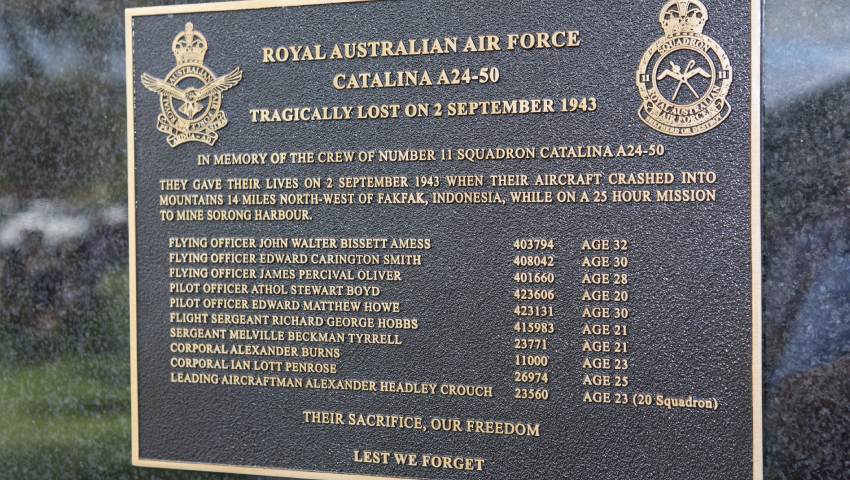 ROYAL AUSTRALIAN AIR FORCE
CATALINA A24-50
TRAGICALLY LOST ON 2 SEPTEMBER 1943
IN MEMORY OF THE CREW OF NUMBER 11 SQUADRON CATALINA A24-50
THEY GAVE THEIR LIVES ON 2 SEPTEMBER 1943 WHEN THEIR AIRCRAFT CRASHED INTO
MOUNTAINS 14 MILES NORTH-WEST OF FAKFAK, INDONESIA, WHILE ON A 25 HOUR MISSION
TO MINE SORONG HARBOUR.
FLYING OFFICER JOHN WALTER BISSETT AMESS 403794 AGE 32
FLYING OFFICER EDWARD CARINGTON SMITH 408042 AGE 30
FLYING OFFICER JAMES PERCIVAL OLIVER 401660 AGE 28
PILOT OFFICER ATHOL STEWART BOYD 423606 AGE 20
PILOT OFFICER EDWARD MATTHEW HOWE 423131 AGE 30
FLIGHT SERGEANT RICHARD GEORGE HOBBS 415983 AGE 21
SERGEANT MELVILLE BECKMAN TYRRELL 23771 AGE 21
CORPORAL ALEXANDER BURNS 11000 AGE 23
CORPORAL IAN LOTT PENROSE 26974 AGE 25
LEADING AIRCRAFTMAN ALEXANDER HEADLEY CROUCH 23560 AGE 23 (20 Squadron)
THEIR SACRIFICE, OUR FREEDOM
LEST WE FORGET
SQUADRON
11 11
ROYAL AUSTRALIAN
AIR FORCE